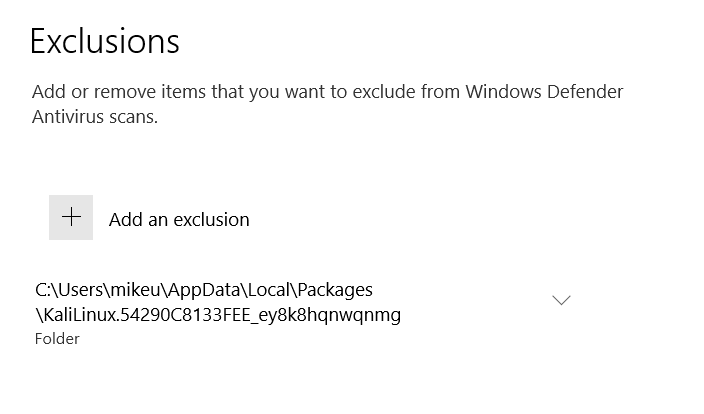 Exclusions
Add or remove items that you want to exclude from Windows Defender
Antivirus scans.
Add an exclusion
C:\Users\mikeu\AppData\Local\Packages
\KaliLinux.54290C8133FEE_ey8k8hqnwqnmg
Folder